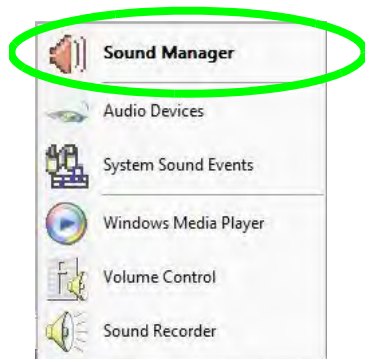 Sound Manager
Audio Devices
System Sound Events
Windows Media Player
Volume Control
Sound Recorder